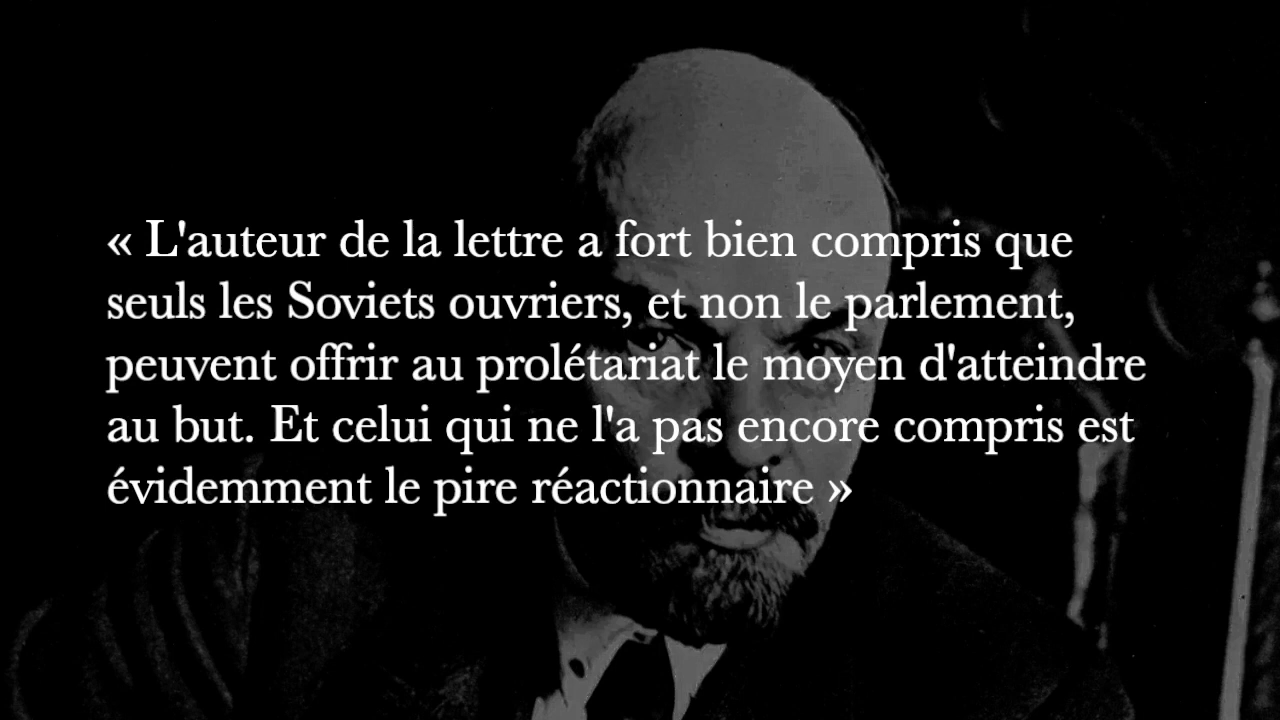 « L'auteur de la lettre a fort bien compris que
seuls les Soviets ouvriers, et non le parlement,
peuvent offrir au prolétariat le moyen d'atteindre
au but. Et celui qui ne l'a pas encore compris est
évidemment le pire réactionnaire »